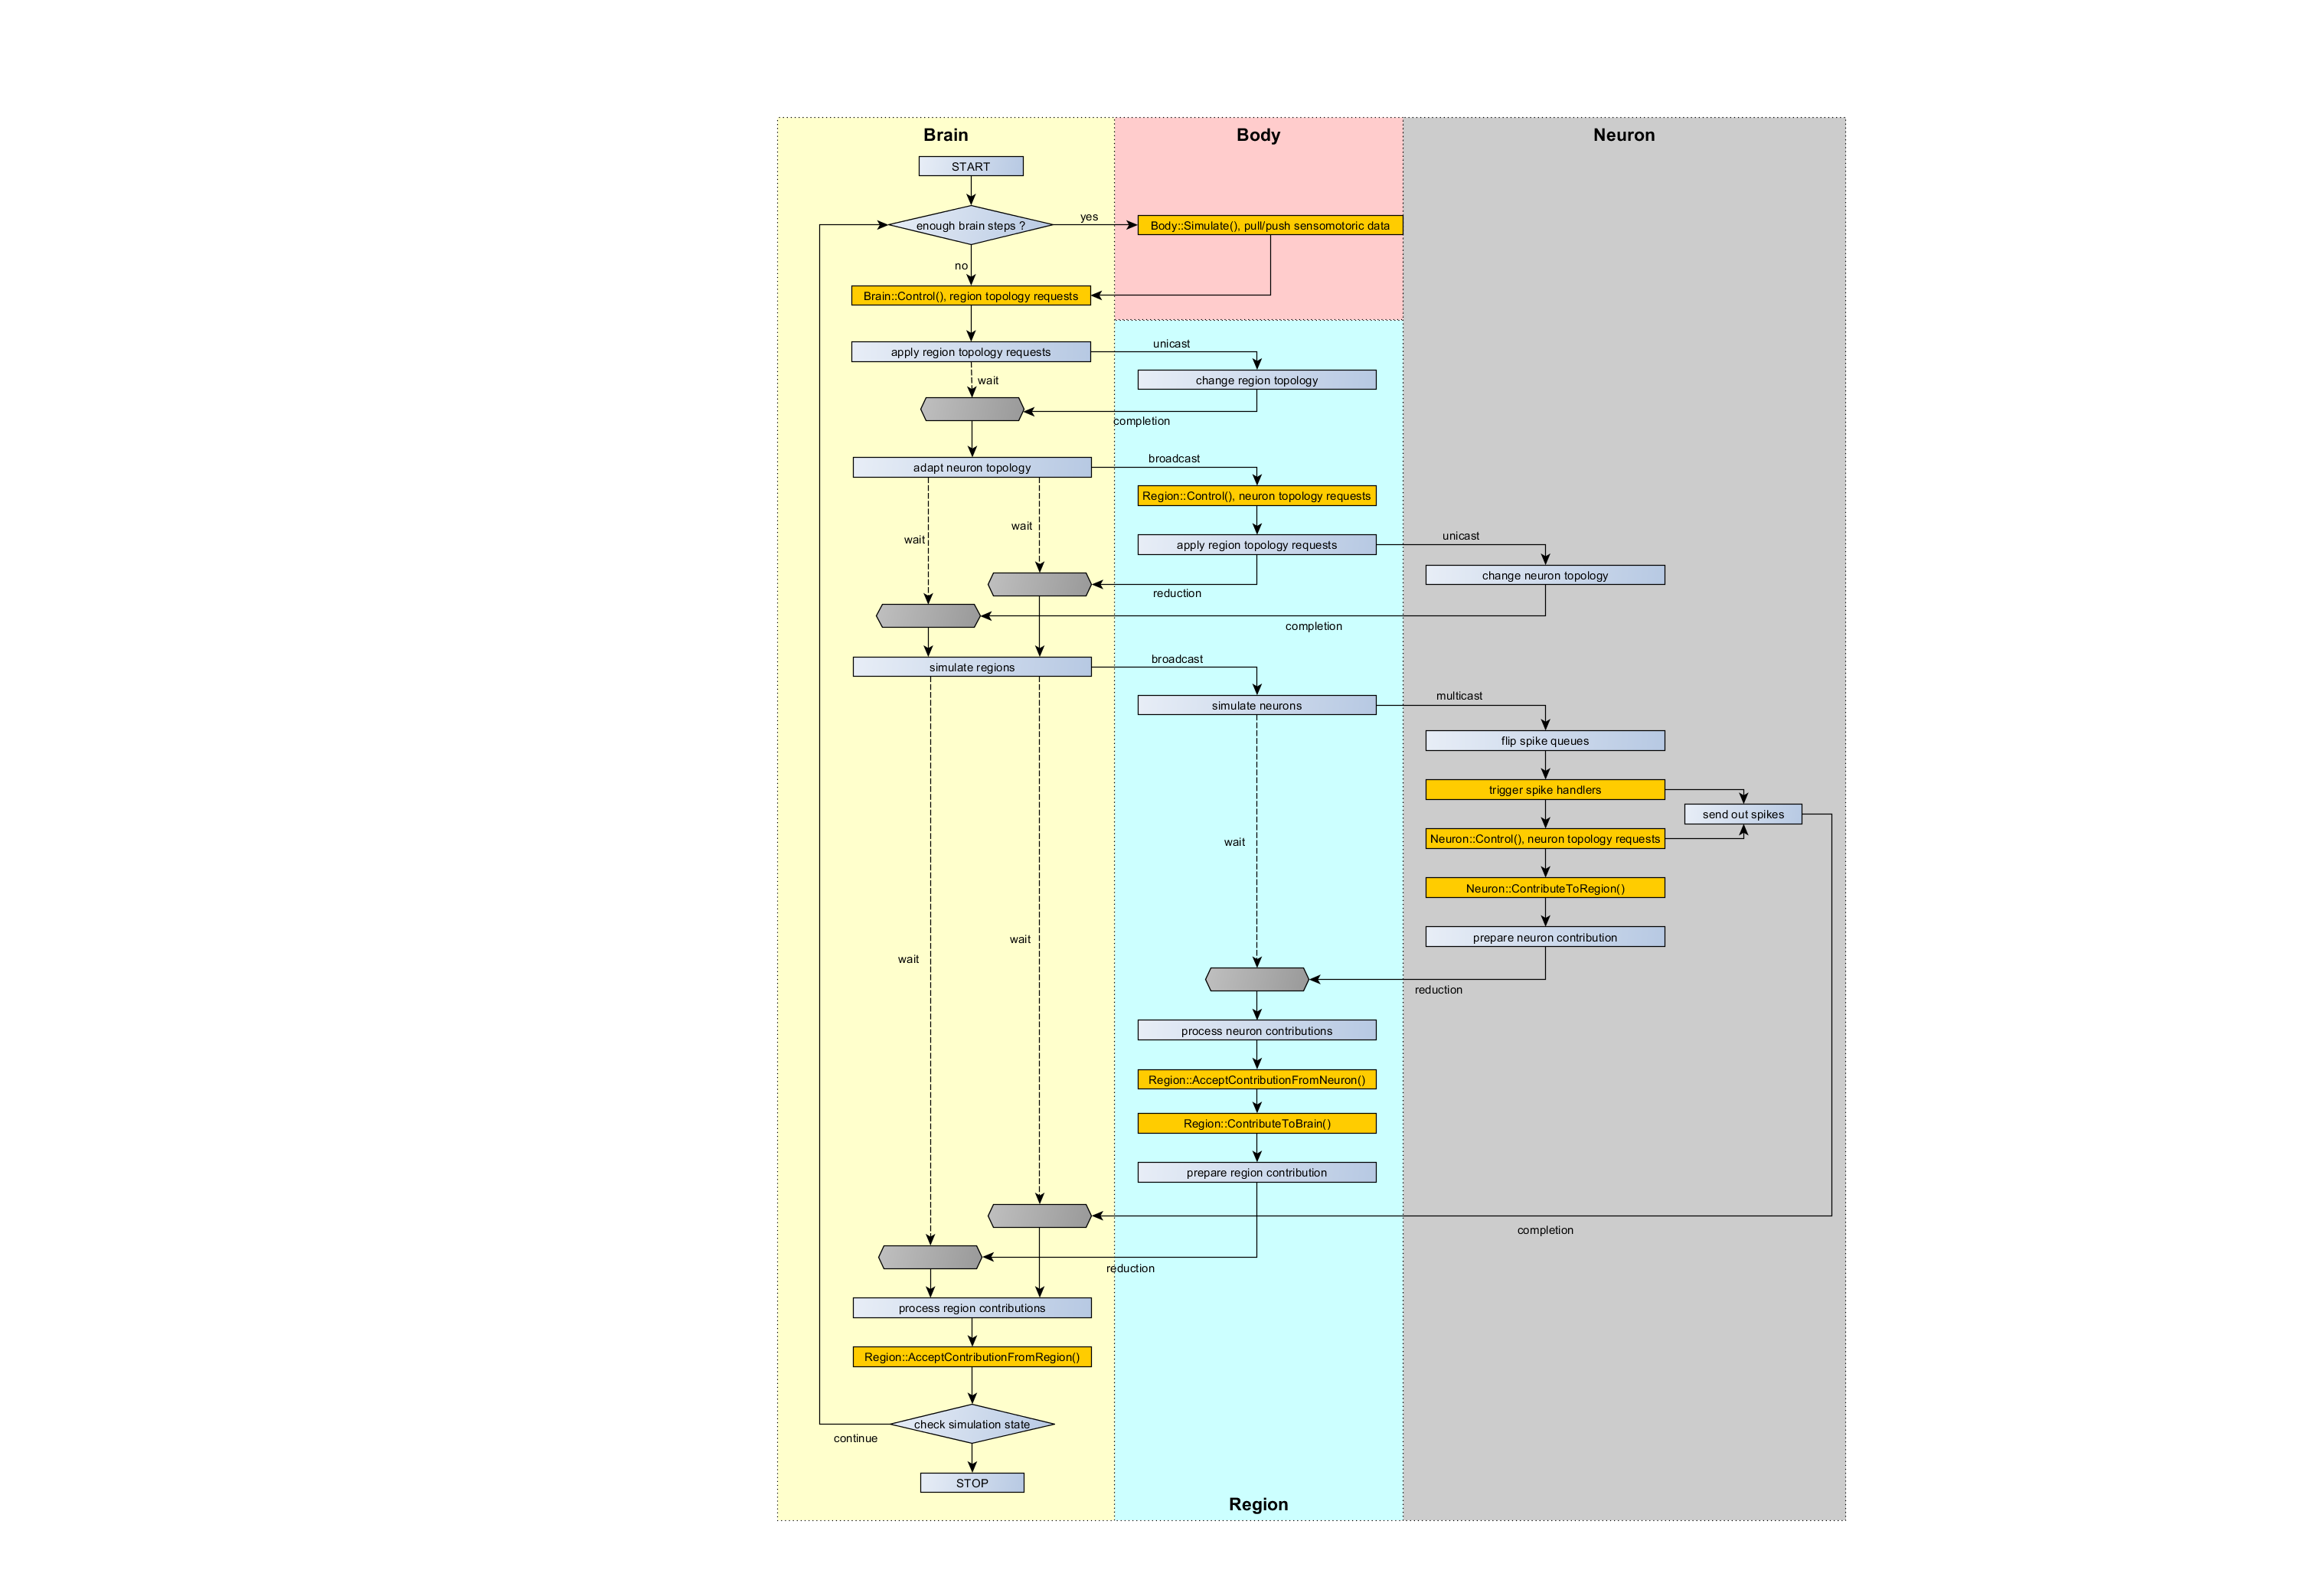 Brain
Body
Neuron
START
enough brain steps ?
yes
Body::Simulate(), pull/push sensomotoric data
no
Brain::Control(), region topology requests
apply region topology requests
unicast
wait
change region topology
completion
adapt neuron topology
broadcast
Region::Control(), neuron topology requests
wait
wait
apply region topology requests
unicast
change neuron topology
reduction
completion
simulate regions
broadcast
simulate neurons
multicast
flip spike queues
trigger spike handlers
send out spikes
Neuron::Control(), neuron topology requests
wait
Neuron::ContributeToRegion()
prepare neuron contribution
wait
wait
reduction
process neuron contributions
Region::AcceptContributionFromNeuron()
Region::ContributeToBrain()
prepare region contribution
completion
reduction
process region contributions
Region::AcceptContributionFromRegion()
check simulation state
continue
STOP
Region